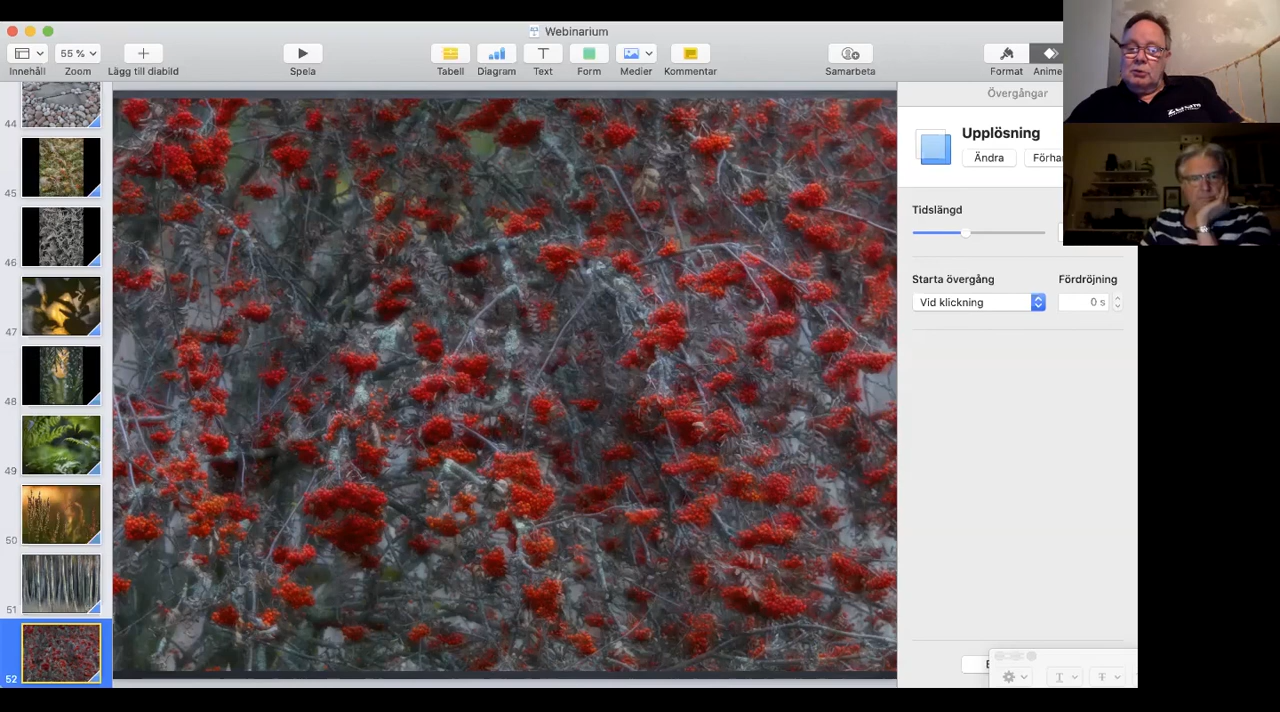 Webinarium
55 %
Innehåll
Zoom
Lägg till diabild
Spela
Tabell
Diagram
Text
Form
Medier
Kommentar
Samarbeta
Format
Anime
Övergångar
Upplösning
Ändra
Förha
Tidslängd
Starta övergång
Fördröjning
Vid klickning
0 s
44
45
46
47
48
49
50
51
52